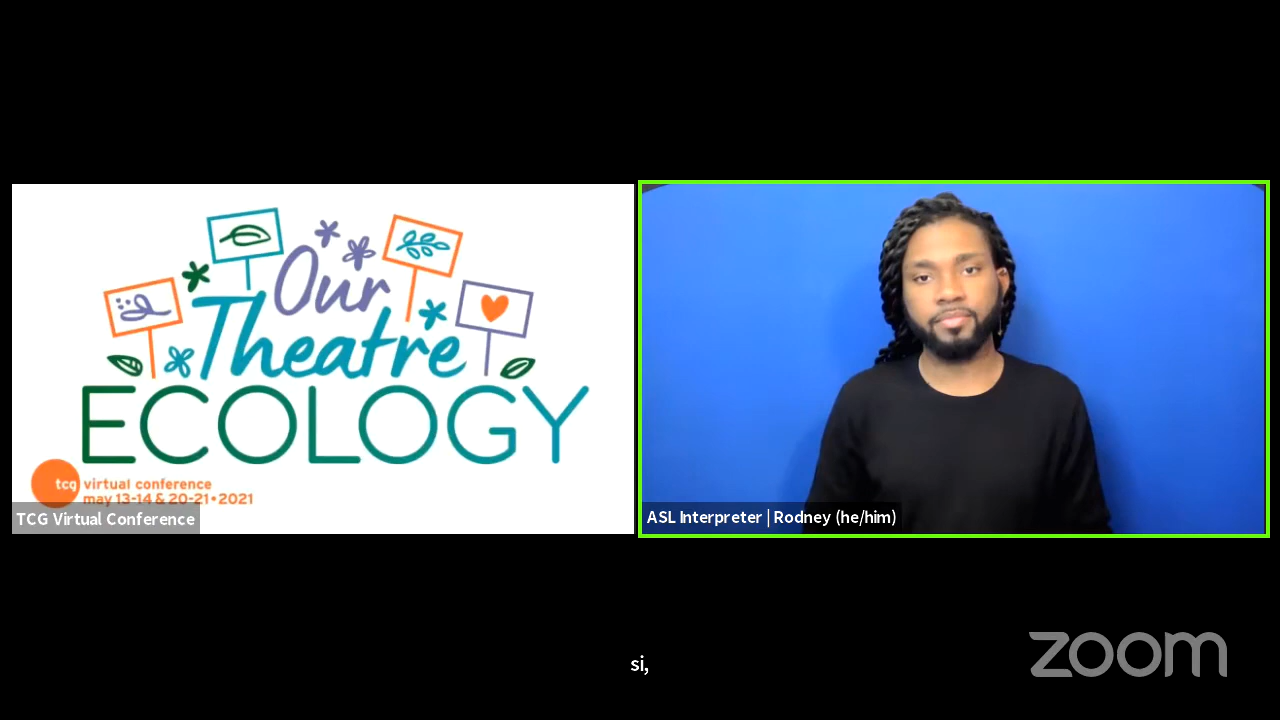 Our
Theatre
ECOLOGY
tcg virtual conference
may 13-14 & 20-21•2021
TCG Virtual Conference
ASL Interpreter | Rodney (he/him)
si,
zoom